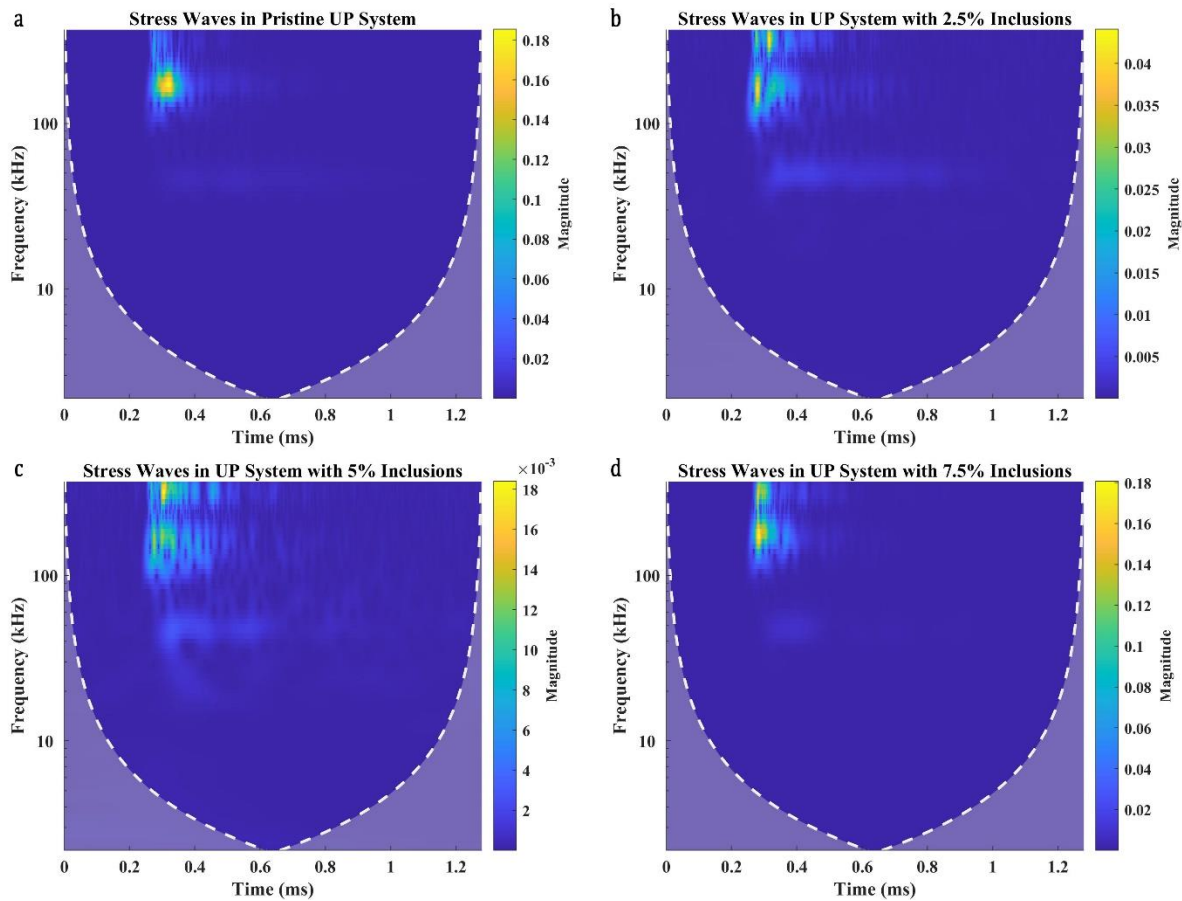 a
Stress Waves in Pristine UP System
Frequency (kHz)
100
10
0 0.2 0.4 0.6 0.8 1 1.2
Time (ms)
0.18
0.16
0.14
0.12
0.1
0.08
0.06
0.04
0.02
Magnitude
b
Stress Waves in UP System with 2.5% Inclusions
Frequency (kHz)
100
10
0 0.2 0.4 0.6 0.8 1 1.2
Time (ms)
0.04
0.035
0.03
0.025
0.02
0.015
0.01
0.005
Magnitude
c
Stress Waves in UP System with 5% Inclusions
Frequency (kHz)
100
10
0 0.2 0.4 0.6 0.8 1 1.2
Time (ms)
×10⁻³
18
16
14
12
10
8
6
4
2
Magnitude
d
Stress Waves in UP System with 7.5% Inclusions
Frequency (kHz)
100
10
0 0.2 0.4 0.6 0.8 1 1.2
Time (ms)
0.18
0.16
0.14
0.12
0.1
0.08
0.06
0.04
0.02
Magnitude